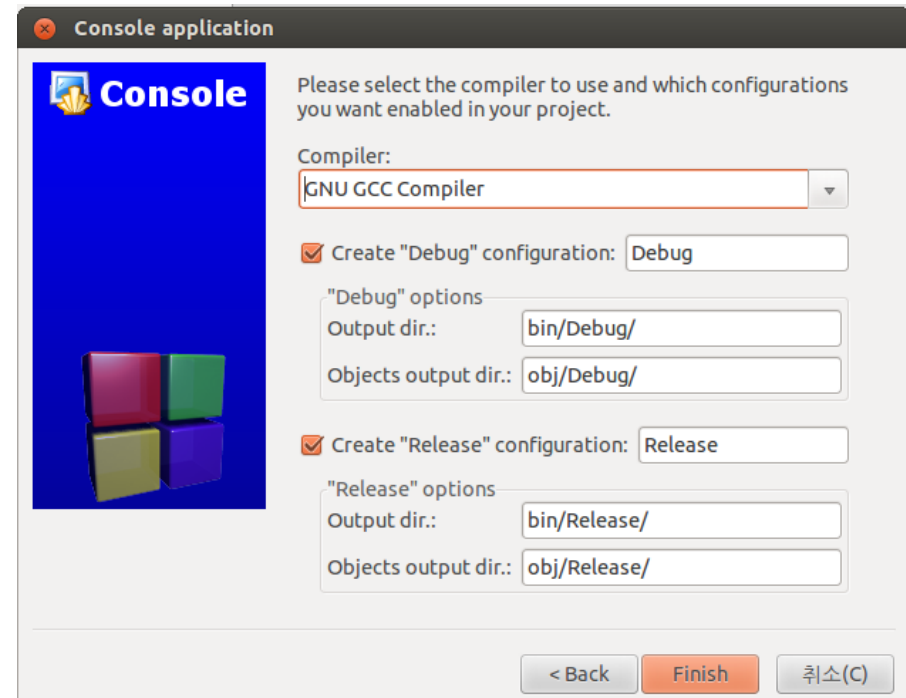 Console application
Console
Please select the compiler to use and which configurations
you want enabled in your project.
Compiler:
GNU GCC Compiler
Create "Debug" configuration: Debug
"Debug" options
Output dir.: bin/Debug/
Objects output dir.: obj/Debug/
Create "Release" configuration: Release
"Release" options
Output dir.: bin/Release/
Objects output dir.: obj/Release/
< Back Finish 취소(C)